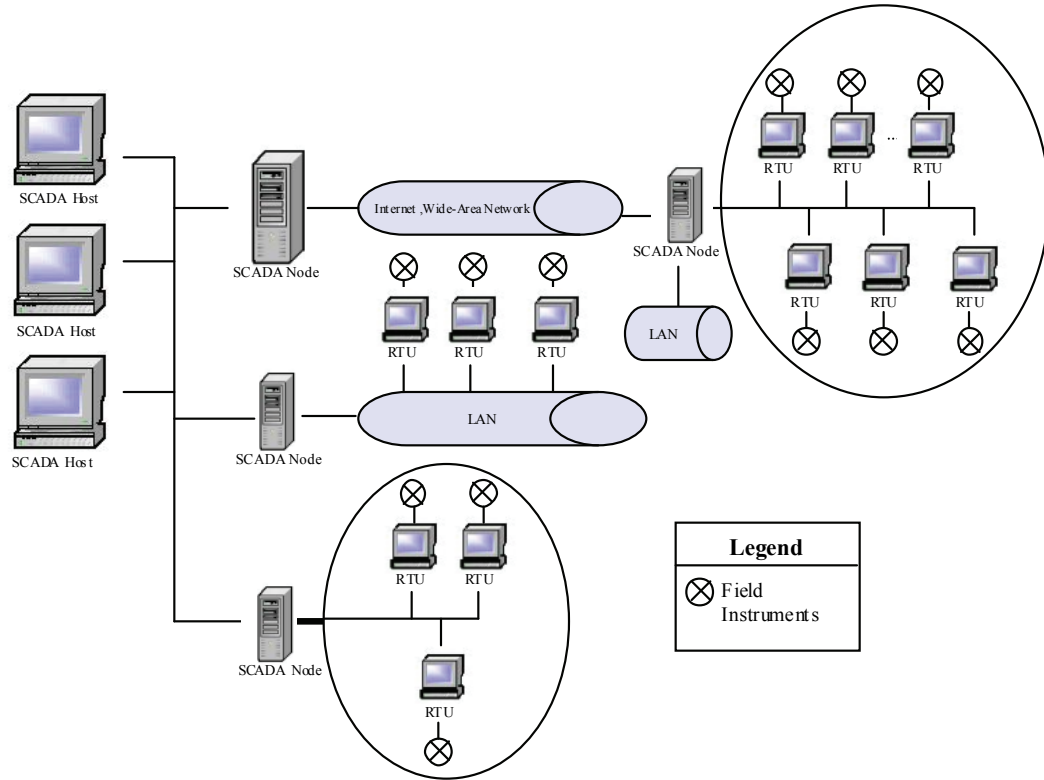 RTU
RTU
...
RTU
SCADA Host
Internet ,Wide-Area Network
SCADA Node
SCADA Node
RTU
RTU
RTU
SCADA Host
LAN
RTU
RTU
RTU
LAN
SCADA Node
SCADA Host
RTU
RTU
Legend
Field
Instruments
SCADA Node
RTU